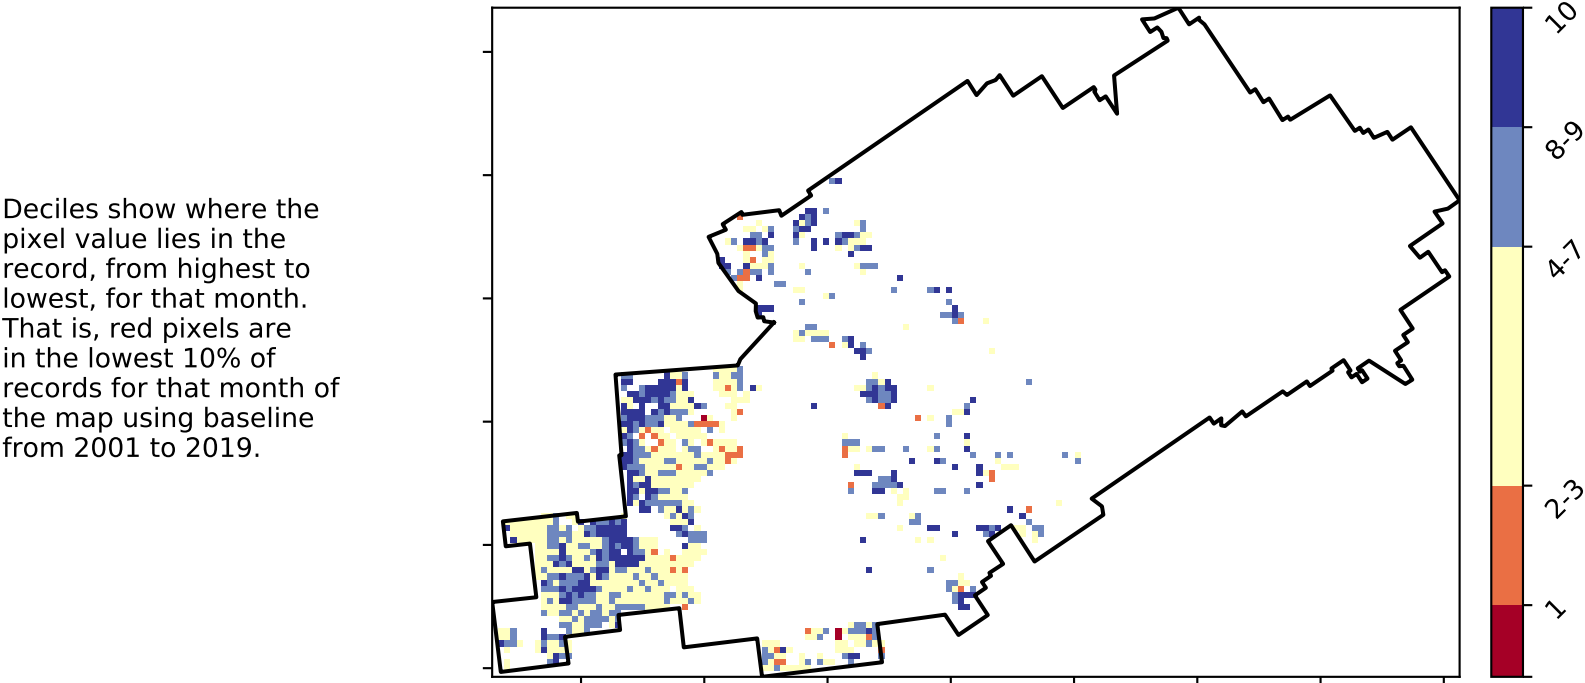 Deciles show where the
pixel value lies in the
record, from highest to
lowest, for that month.
That is, red pixels are
in the lowest 10% of
records for that month of
the map using baseline
from 2001 to 2019.
10
8-9
4-7
2-3
1